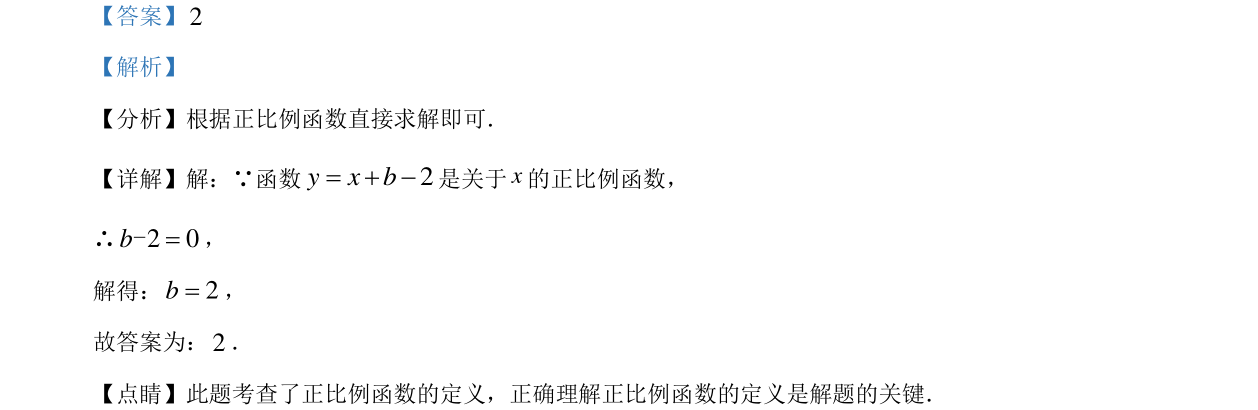 【答案】2
【解析】
【分析】根据正比例函数直接求解即可．
【详解】解：∵函数 y = x + b − 2 是关于 x 的正比例函数，
∴ b-2 = 0，
解得：b = 2，
故答案为：2．
【点睛】此题考查了正比例函数的定义，正确理解正比例函数的定义是解题的关键．